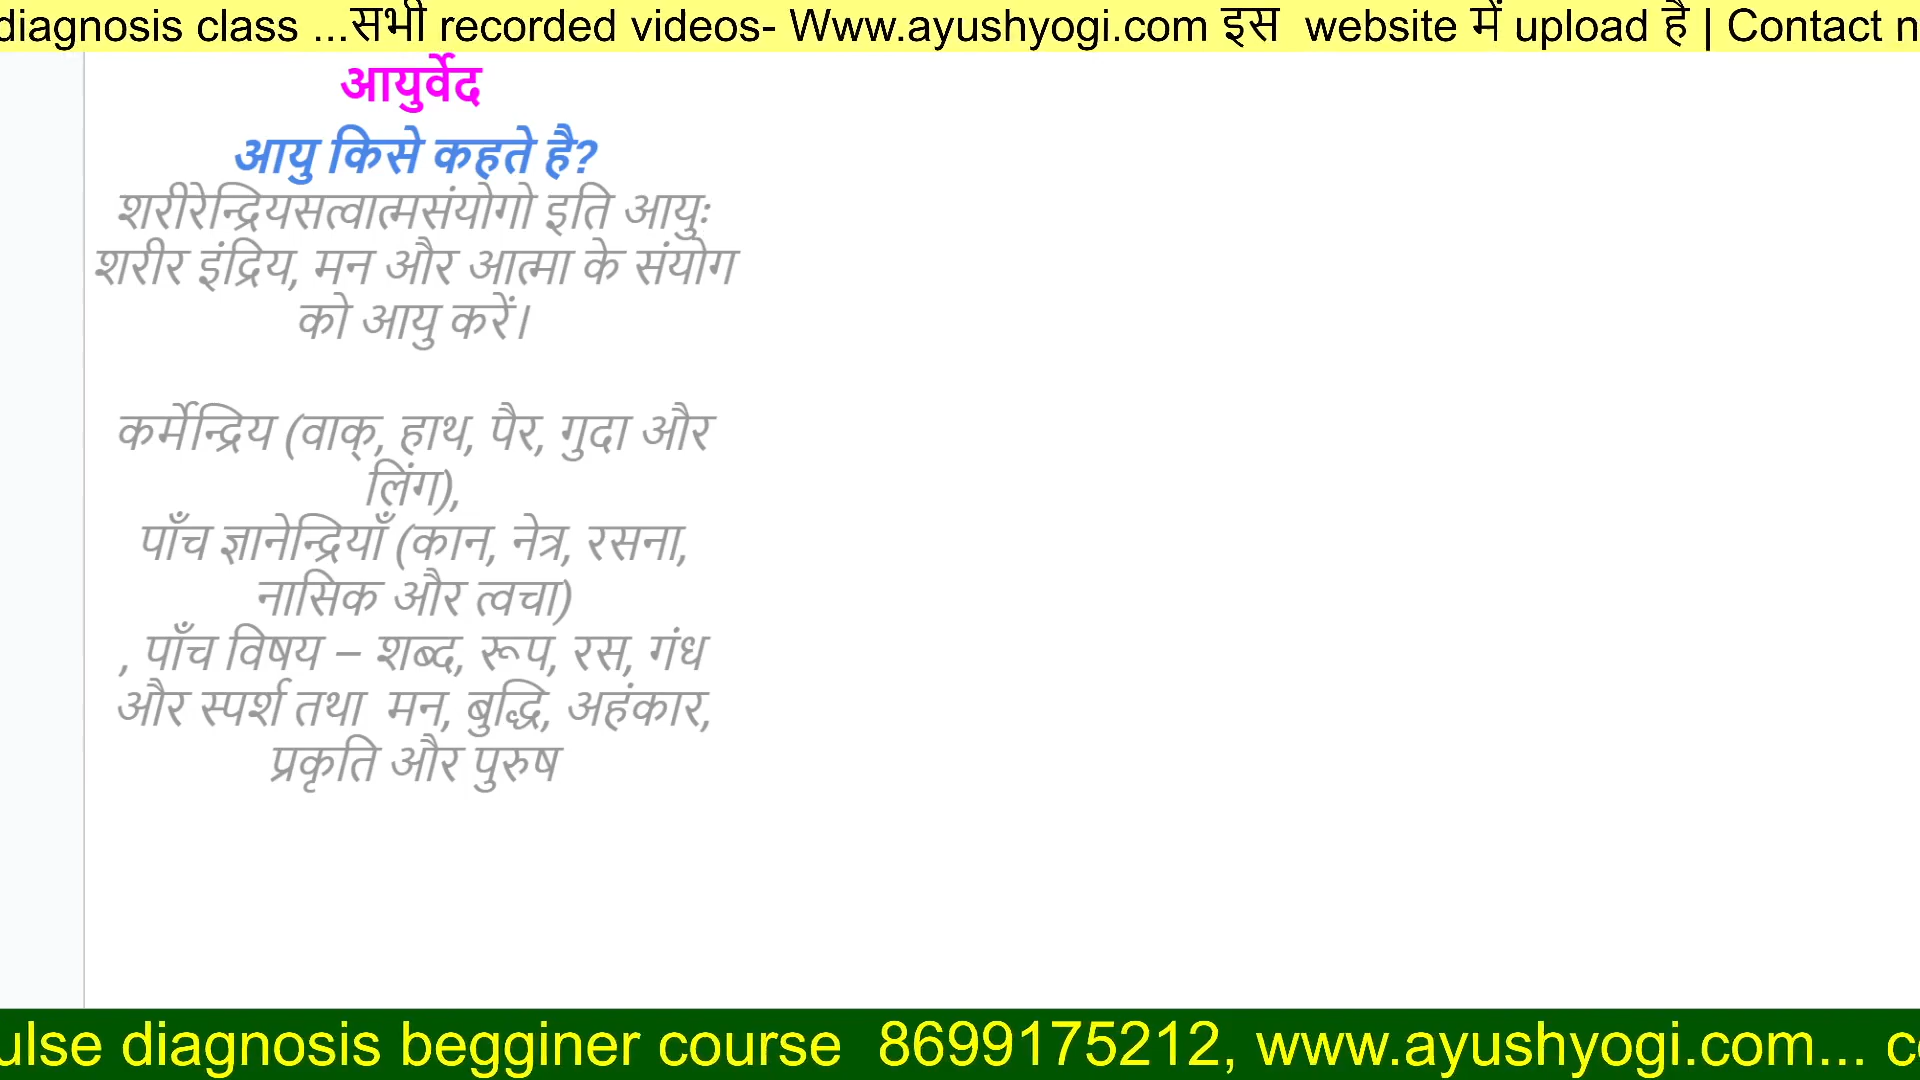 diagnosis class ...सभी recorded videos- Www.ayushyogi.com इस  website में upload है | Contact n
आयुर्वेद
आयु किसे कहते है?
शरीरेन्द्रियसत्वात्मसंयोगो इति आयुः
शरीर इंद्रिय, मन और आत्मा के संयोग
को आयु करें।
कर्मेन्द्रिय (वाक्, हाथ, पैर, गुदा और
लिंग),
पाँच ज्ञानेन्द्रियाँ (कान, नेत्र, रसना,
नासिक और त्वचा)
, पाँच विषय – शब्द, रूप, रस, गंध
और स्पर्श तथा  मन, बुद्धि, अहंकार,
प्रकृति और पुरुष
ulse diagnosis begginer course  8699175212, www.ayushyogi.com... c